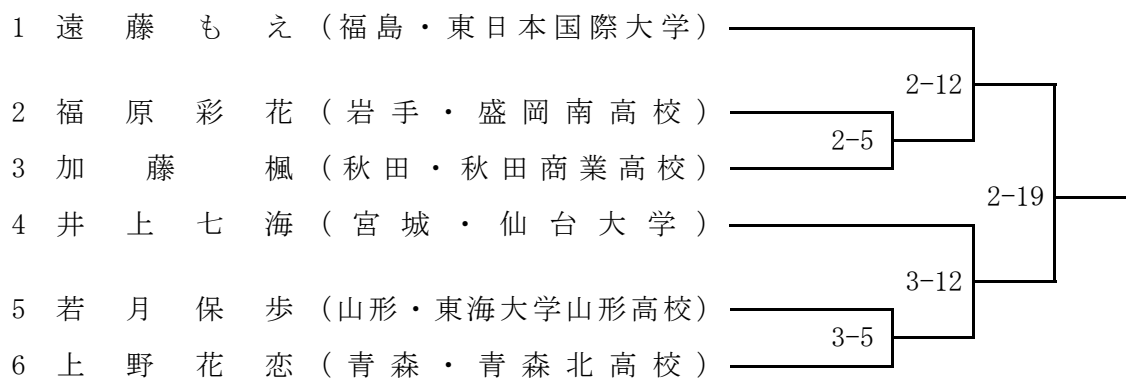 1 遠藤もえ (福島・東日本国際大学)
2-12
2 福原彩花 (岩手・盛岡南高校)
2-5
3 加藤楓 (秋田・秋田商業高校)
2-19
4 井上七海 (宮城・仙台大学)
3-12
5 若月保歩 (山形・東海大学山形高校)
3-5
6 上野花恋 (青森・青森北高校)